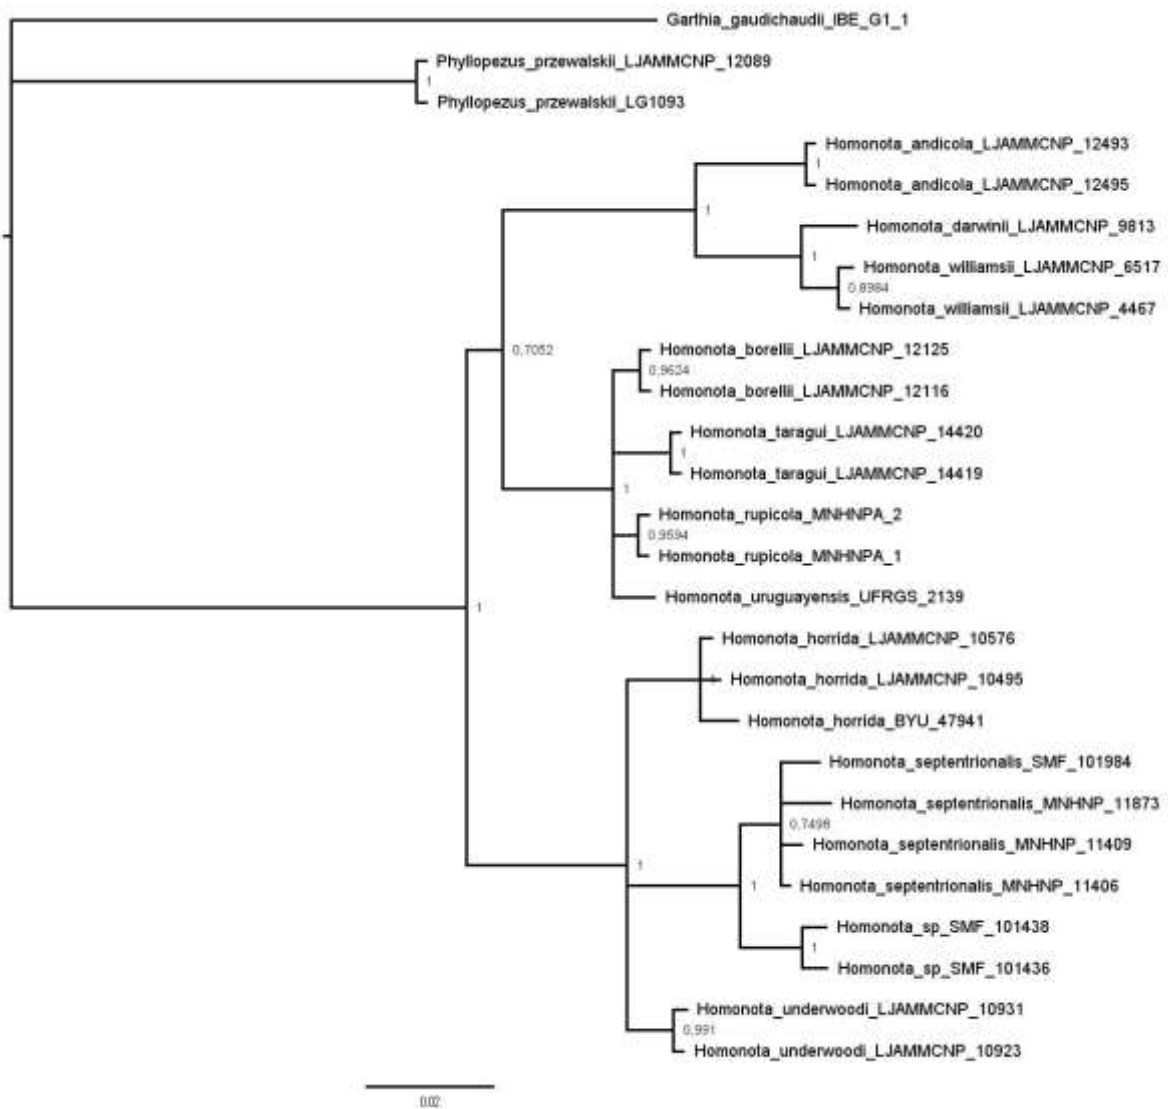 Garthia_gaudichaudii_IBE_G1_1
Phyllopezus_przewalskii_LJAMMCNP_12089
1
Phyllopezus_przewalskii_LG1093
Homonota_andicola_LJAMMCNP_12493
1
Homonota_andicola_LJAMMCNP_12495
1
Homonota_darwinii_LJAMMCNP_9813
1
Homonota_williamsii_LJAMMCNP_6517
0,8984
Homonota_williamsii_LJAMMCNP_4467
0,7052
Homonota_borellii_LJAMMCNP_12125
0,9624
Homonota_borellii_LJAMMCNP_12116
Homonota_taragui_LJAMMCNP_14420
1
Homonota_taragui_LJAMMCNP_14419
1
Homonota_rupicola_MNHNPA_2
0,9594
Homonota_rupicola_MNHNPA_1
Homonota_uruguayensis_UFRGS_2139
1
Homonota_horrida_LJAMMCNP_10576
1
Homonota_horrida_LJAMMCNP_10495
Homonota_horrida_BYU_47941
Homonota_septentrionalis_SMF_101984
Homonota_septentrionalis_MNHNP_11873
0,7498
Homonota_septentrionalis_MNHNP_11409
1
1
Homonota_septentrionalis_MNHNP_11406
Homonota_sp_SMF_101438
1
Homonota_sp_SMF_101436
Homonota_underwoodi_LJAMMCNP_10931
0,991
Homonota_underwoodi_LJAMMCNP_10923
0.02